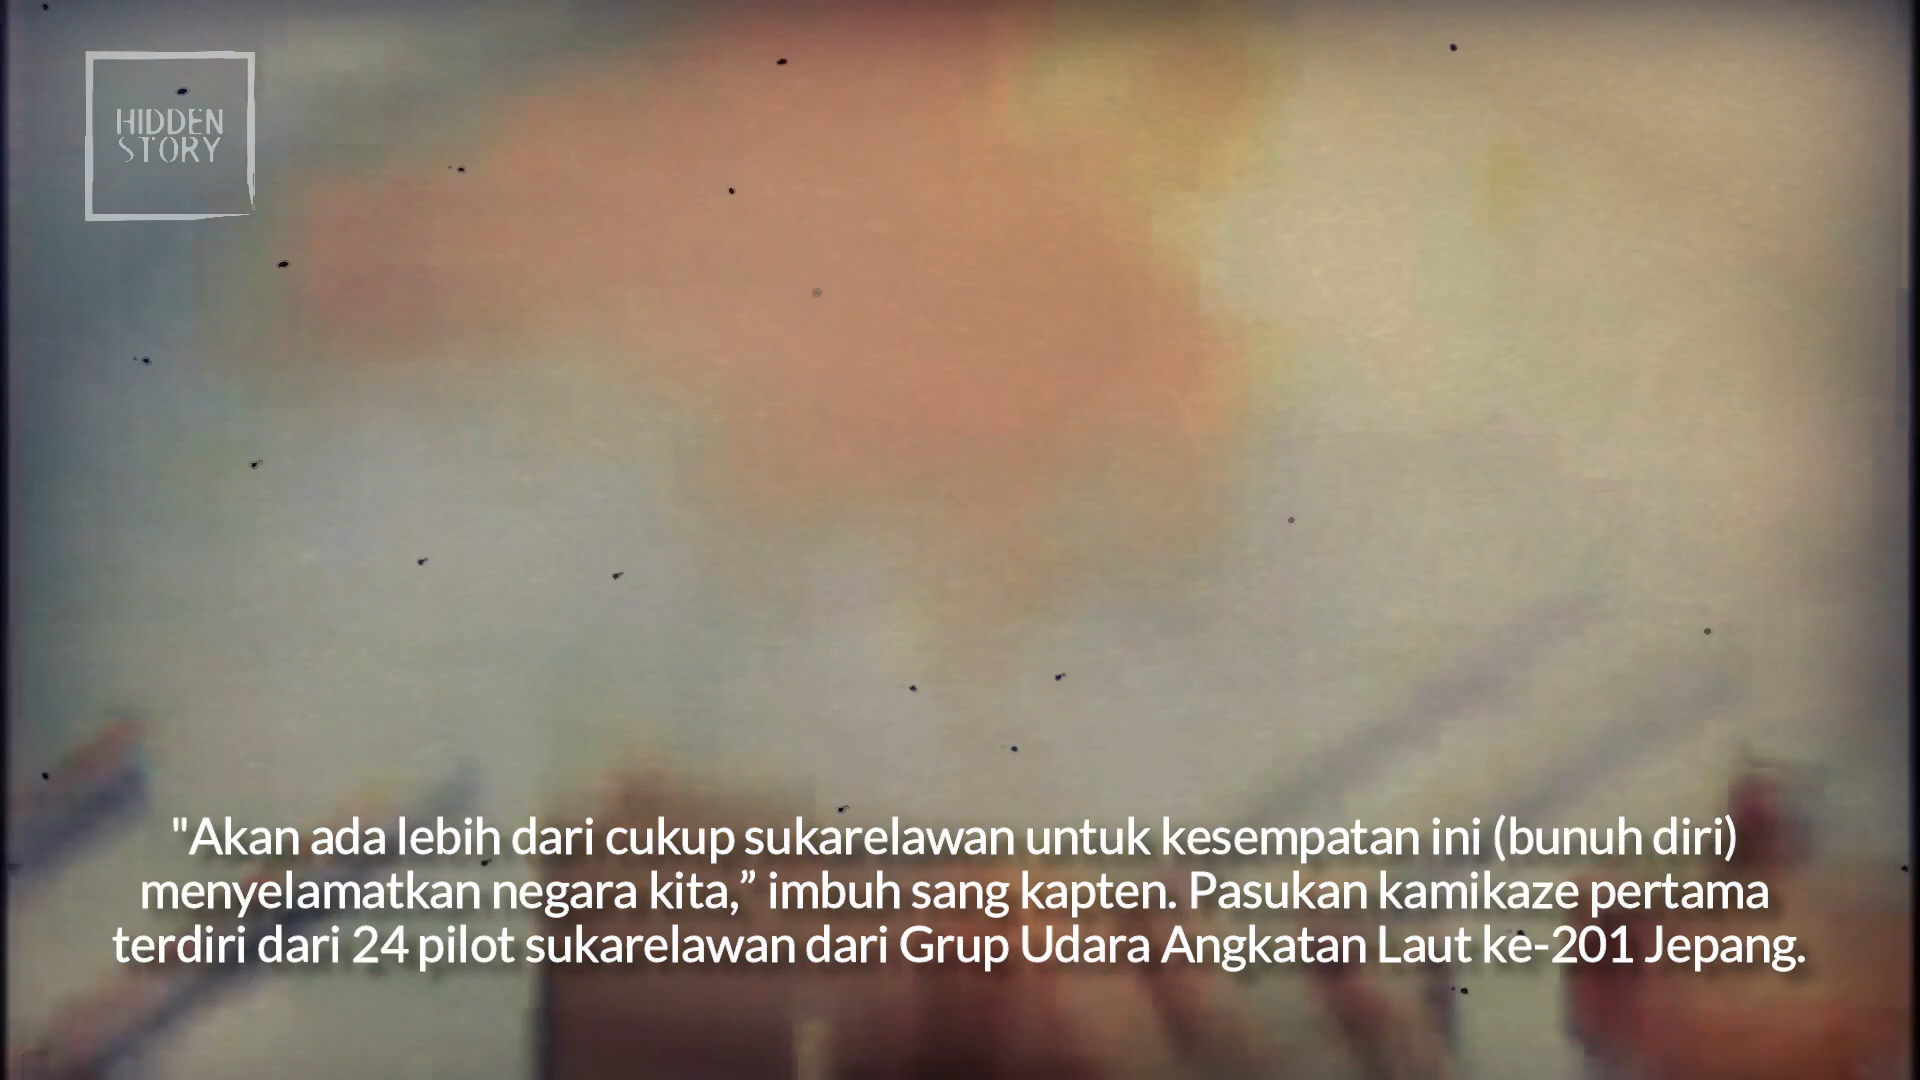 HIDDEN
STORY
"Akan ada lebih dari cukup sukarelawan untuk kesempatan ini (bunuh diri)
menyelamatkan negara kita,” imbuh sang kapten. Pasukan kamikaze pertama
terdiri dari 24 pilot sukarelawan dari Grup Udara Angkatan Laut ke-201 Jepang.